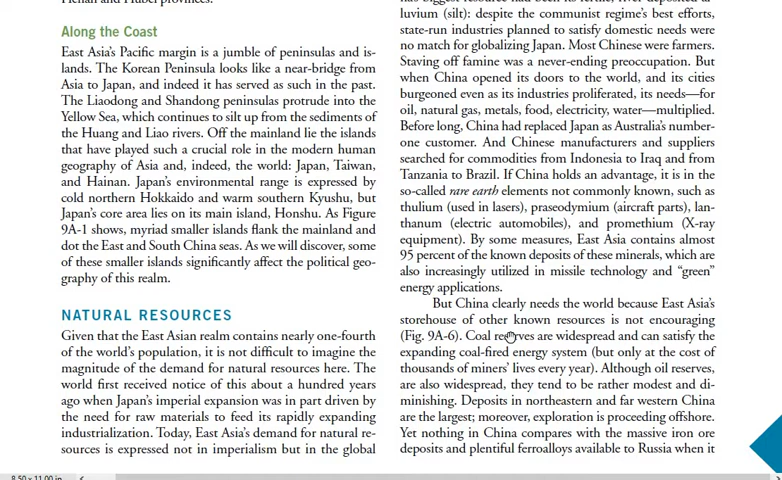 Along the Coast
East Asia's Pacific margin is a jumble of peninsulas and is-
lands. The Korean Peninsula looks like a near-bridge from
Asia to Japan, and indeed it has served as such in the past.
The Liaodong and Shandong peninsulas protrude into the
Yellow Sea, which continues to silt up from the sediments of
the Huang and Liao rivers. Off the mainland lie the islands
that have played such a crucial role in the modern human
geography of Asia and, indeed, the world: Japan, Taiwan,
and Hainan. Japan's environmental range is expressed by
cold northern Hokkaido and warm southern Kyushu, but
Japan's core area lies on its main island, Honshu. As Figure
9A-1 shows, myriad smaller islands flank the mainland and
dot the East and South China seas. As we will discover, some
of these smaller islands significantly affect the political geo-
graphy of this realm.
NATURAL RESOURCES
Given that the East Asian realm contains nearly one-fourth
of the world's population, it is not difficult to imagine the
magnitude of the demand for natural resources here. The
world first received notice of this about a hundred years
ago when Japan's imperial expansion was in part driven by
the need for raw materials to feed its rapidly expanding
industrialization. Today, East Asia's demand for natural re-
sources is expressed not in imperialism but in the global
luvium (silt): despite the communist regime's best efforts,
state-run industries planned to satisfy domestic needs were
no match for globalizing Japan. Most Chinese were farmers.
Staving off famine was a never-ending preoccupation. But
when China opened its doors to the world, and its cities
burgeoned even as its industries proliferated, its needs—for
oil, natural gas, metals, food, electricity, water—multiplied.
Before long, China had replaced Japan as Australia's number-
one customer. And Chinese manufacturers and suppliers
searched for commodities from Indonesia to Iraq and from
Tanzania to Brazil. If China holds an advantage, it is in the
so-called rare earth elements not commonly known, such as
thulium (used in lasers), praseodymium (aircraft parts), lan-
thanum (electric automobiles), and promethium (X-ray
equipment). By some measures, East Asia contains almost
95 percent of the known deposits of these minerals, which are
also increasingly utilized in missile technology and "green"
energy applications.
But China clearly needs the world because East Asia's
storehouse of other known resources is not encouraging
(Fig. 9A-6). Coal reserves are widespread and can satisfy the
expanding coal-fired energy system (but only at the cost of
thousands of miners' lives every year). Although oil reserves,
are also widespread, they tend to be rather modest and di-
minishing. Deposits in northeastern and far western China
are the largest; moreover, exploration is proceeding offshore.
Yet nothing in China compares with the massive iron ore
deposits and plentiful ferroalloys available to Russia when it
8.50 x 11.00 in